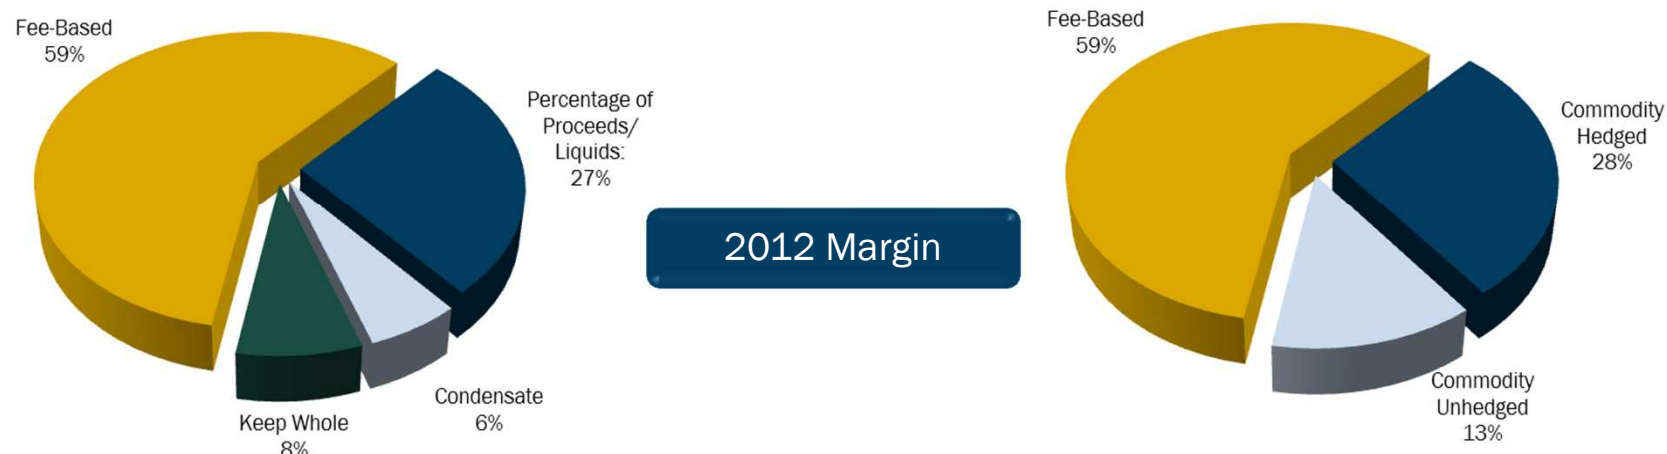 Fee-Based
59%
Percentage of
Proceeds/
Liquids:
27%
Condensate
6%
Keep Whole
8%
2012 Margin
Fee-Based
59%
Commodity
Hedged
28%
Commodity
Unhedged
13%